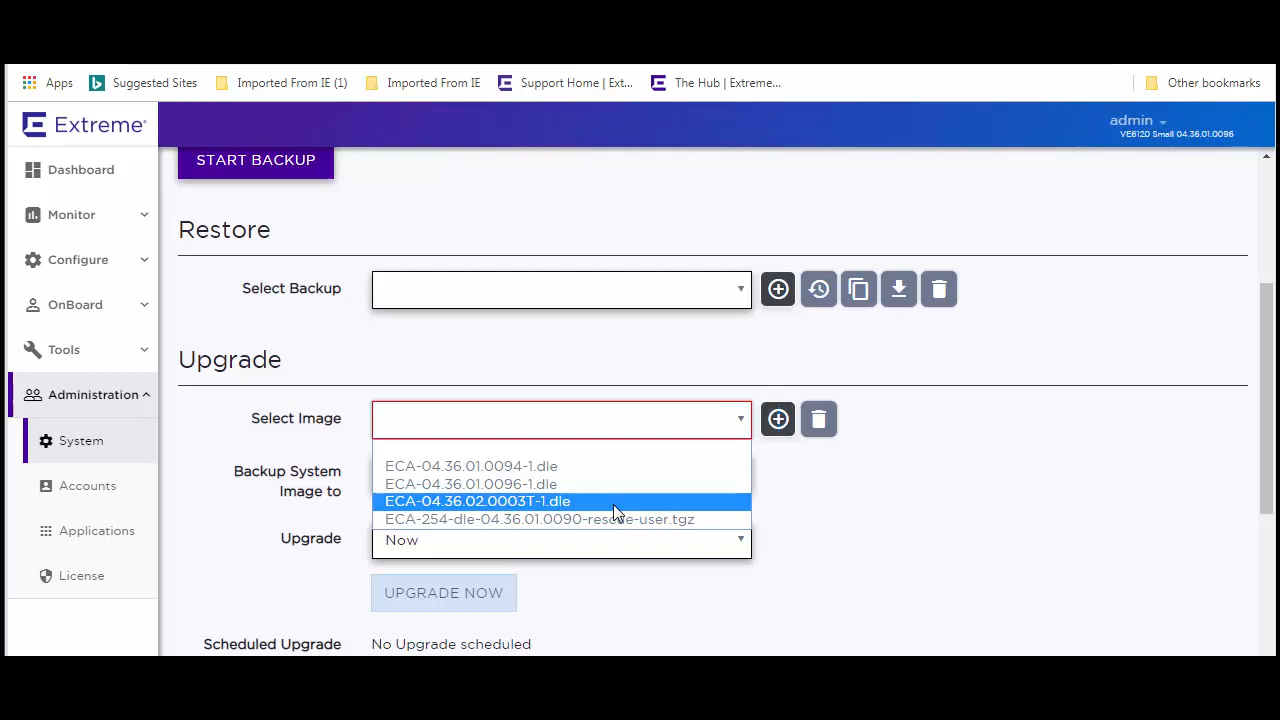 Apps Suggested Sites Imported From IE (1) Imported From IE Support Home | Ext... The Hub | Extreme... Other bookmarks
Extreme
admin
VE6120 Small 04.36.01.0096
Dashboard
Monitor
Configure
OnBoard
Tools
Administration
System
Accounts
Applications
License
START BACKUP
Restore
Select Backup
Upgrade
Select Image
ECA-04.36.01.0094-1.dle
ECA-04.36.01.0096-1.dle
ECA-04.36.02.0003T-1.dle
ECA-254-dle-04.36.01.0090-rescue-user.tgz
Backup System
Image to
Upgrade Now
UPGRADE NOW
Scheduled Upgrade No Upgrade scheduled